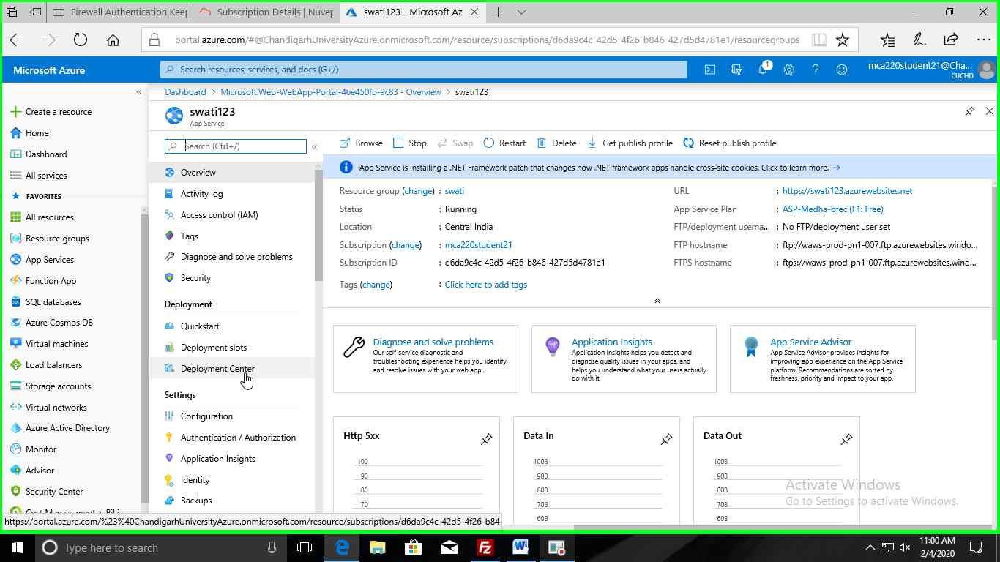 Firewall Authentication Kee
Subscription Details | Nuvep
swati123 - Microsoft Az
portal.azure.com/#@ChandigarhUniversityAzure.onmicrosoft.com/resource/subscriptions/d6da9c4c-42d5-4f26-b846-427d5d4781e1/resourcegroups
Microsoft Azure
Search resources, services, and docs (G+/)
1
mca220student21@Cha...
CUCHD
Dashboard > Microsoft.Web-WebApp-Portal-46e450fb-9c83 - Overview > swati123
swati123
App Service
Create a resource
Home
Dashboard
All services
FAVORITES
All resources
Resource groups
App Services
Function App
SQL databases
Azure Cosmos DB
Virtual machines
Load balancers
Storage accounts
Virtual networks
Azure Active Directory
Monitor
Advisor
Security Center
Cost Management + Billi
Search (Ctrl+/)
Overview
Activity log
Access control (IAM)
Tags
Diagnose and solve problems
Security
Deployment
Quickstart
Deployment slots
Deployment Center
Settings
Configuration
Authentication / Authorization
Application Insights
Identity
Backups
Browse
Stop
Swap
Restart
Delete
Get publish profile
Reset publish profile
App Service is installing a .NET Framework patch that changes how .NET framework apps handle cross-site cookies. Click to learn more. →
Resource group (change) : swati
Status : Running
Location : Central India
Subscription (change) : mca220student21
Subscription ID : d6da9c4c-42d5-4f26-b846-427d5d4781e1
Tags (change) : Click here to add tags
URL : https://swati123.azurewebsites.net
App Service Plan : ASP-Medha-bfec (F1: Free)
FTP/deployment userna... : No FTP/deployment user set
FTP hostname : ftp://waws-prod-pn1-007.ftp.azurewebsites.windo...
FTPS hostname : ftps://waws-prod-pn1-007.ftp.azurewebsites.wind...
Diagnose and solve problems
Our self-service diagnostic and
troubleshooting experience helps you identify
and resolve issues with your web app.
Application Insights
Application Insights helps you detect and
diagnose quality issues in your apps, and
helps you understand what your users actually
do with it.
App Service Advisor
App Service Advisor provides insights for
improving app experience on the App Service
platform. Recommendations are sorted by
freshness, priority and impact to your app.
Http 5xx
100
90
80
70
Data In
100B
90B
80B
70B
60B
Data Out
100B
90B
80B
70B
60B
Activate Windows
Go to Settings to activate Windows.
https://portal.azure.com/%23%40ChandigarhUniversityAzure.onmicrosoft.com/resource/subscriptions/d6da9c4c-42d5-4f26-b84
Type here to search
11:00 AM
2/4/2020